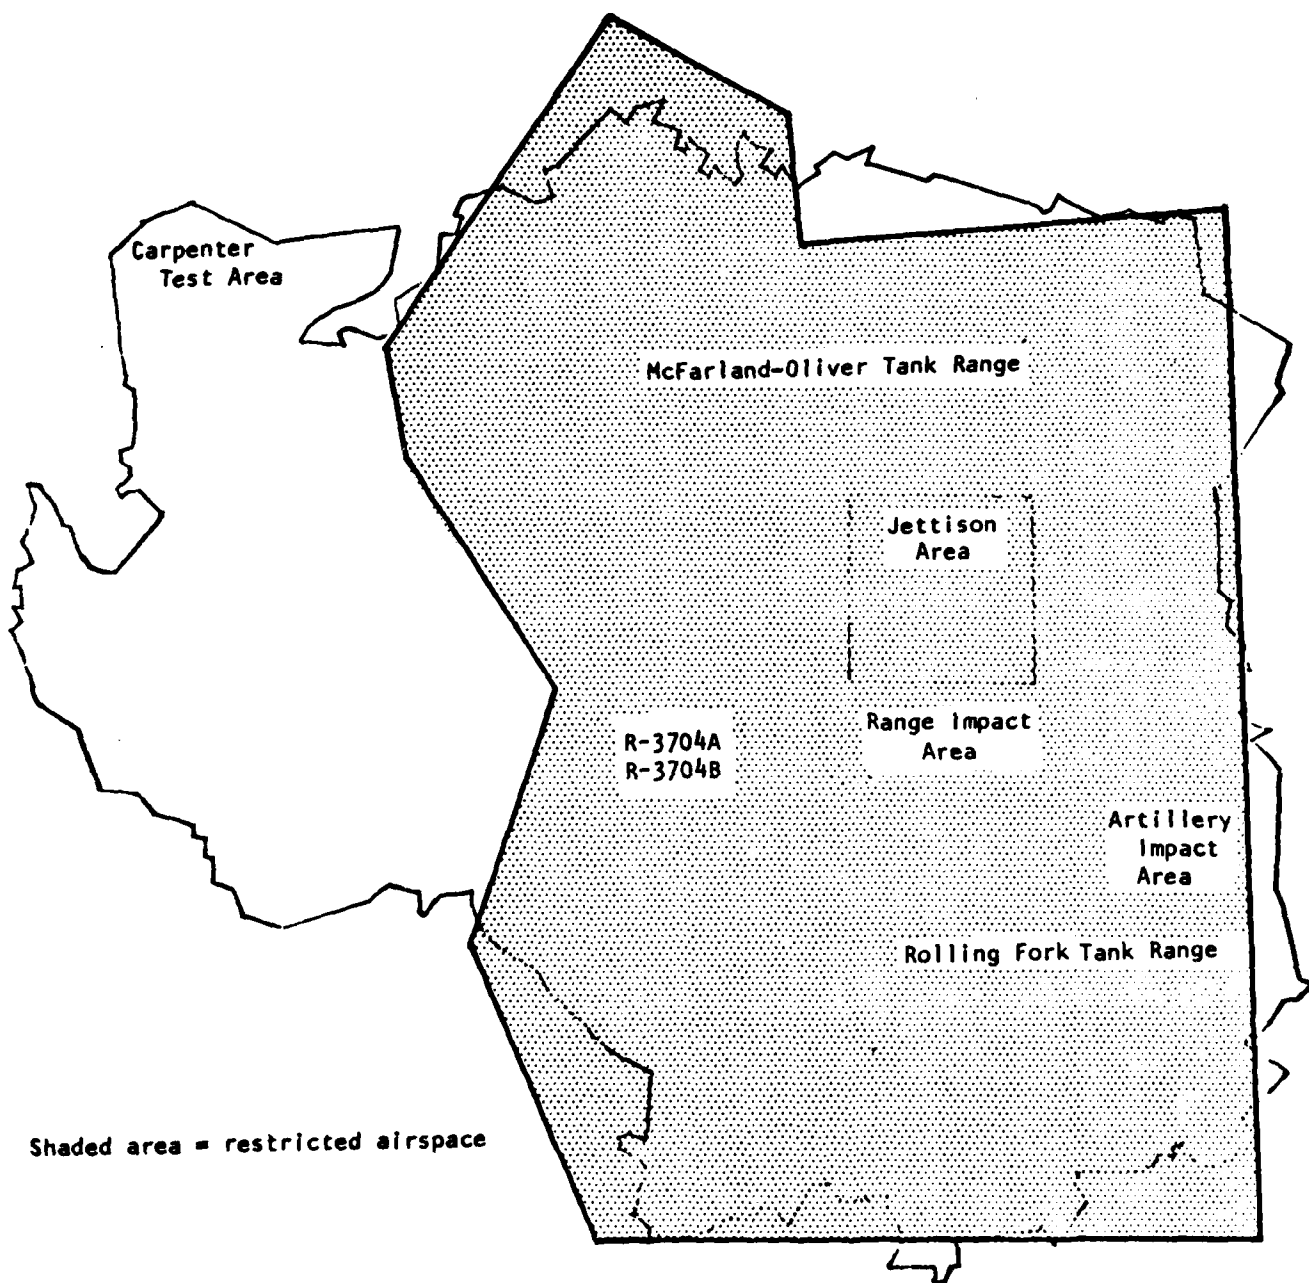 Carpenter
Test Area
McFarland-Oliver Tank Range
Jettison
Area
Range Impact
Area
R-3704A
R-3704B
Artillery
Impact
Area
Rolling Fork Tank Range
Shaded area = restricted airspace